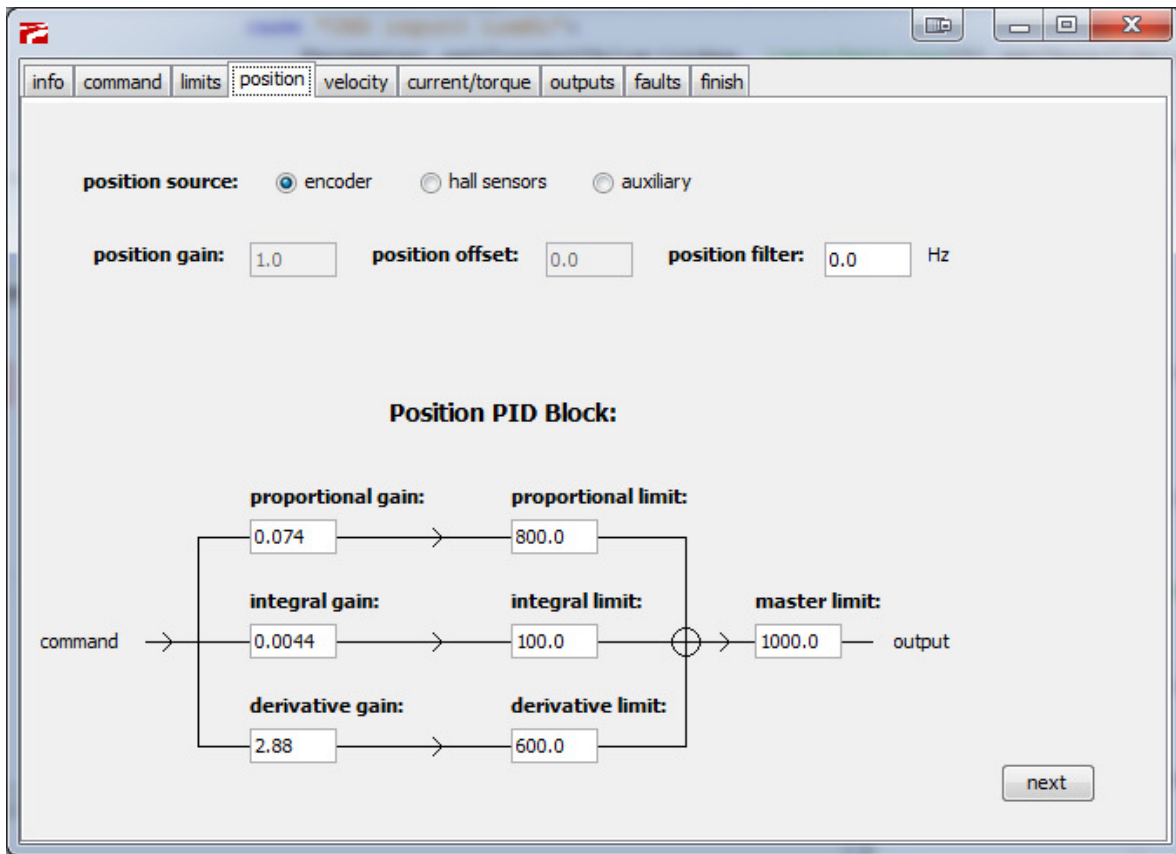 info command limits position velocity current/torque outputs faults finish
position source: encoder hall sensors auxiliary
position gain: 1.0 position offset: 0.0 position filter: 0.0 Hz
Position PID Block:
proportional gain: proportional limit:
0.074 800.0
integral gain: integral limit: master limit:
command 0.0044 100.0 1000.0 output
derivative gain: derivative limit:
2.88 600.0
next